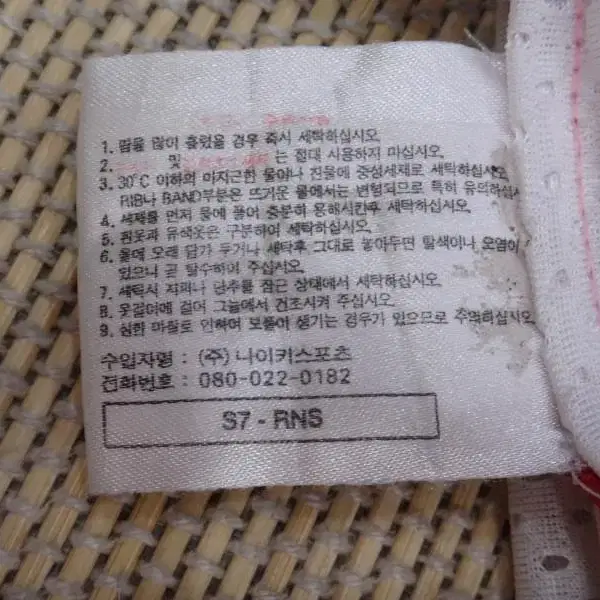 1. 땀을 많이 흘렸을 경우 즉시 세탁하십시오.
2. 및 는 절대 사용하지 마십시오.
3. 30°C 이하의 미지근한 물이나 찬물에 중성세제로 세탁하십시오.
RIB나 BAND부분은 뜨거운 물에서는 변형되므로 특히 유의하십시
4. 세제를 먼저 물에 풀어 충분히 용해시킨후 세탁하십시오.
5. 흰옷과 유색옷은 구분하여 세탁하십시오.
6. 물에 오래 담가 두거나 세탁후 그대로 놓아두면 탈색이나 오염이
있으니 곧 탈수하여 주십시오.
7. 세탁시 지퍼나 단추를 잠근 상태에서 세탁하십시오.
8. 옷걸이에 걸어 그늘에서 건조시켜 주십시오.
9. 심한 마찰로 인하여 보풀이 생기는 경우가 있으므로 주의하십시오.
수입자명 : (주) 나이키스포츠
전화번호 : 080-022-0182
S7 - RNS